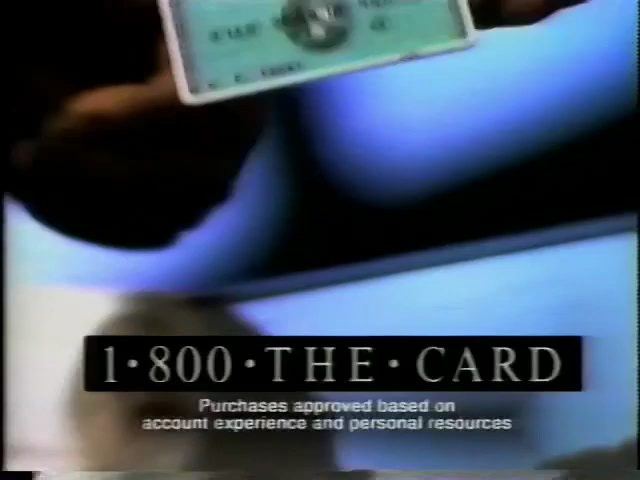 1·800·THE·CARD
Purchases approved based on
account experience and personal resources